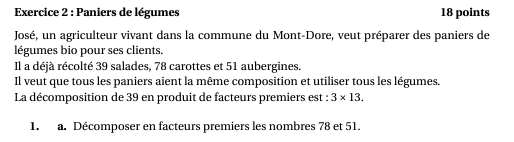 Exercice 2 : Paniers de légumes 18 points
José, un agriculteur vivant dans la commune du Mont-Dore, veut préparer des paniers de
légumes bio pour ses clients.
Il a déjà récolté 39 salades, 78 carottes et 51 aubergines.
Il veut que tous les paniers aient la même composition et utiliser tous les légumes.
La décomposition de 39 en produit de facteurs premiers est : 3 × 13.
1. a. Décomposer en facteurs premiers les nombres 78 et 51.